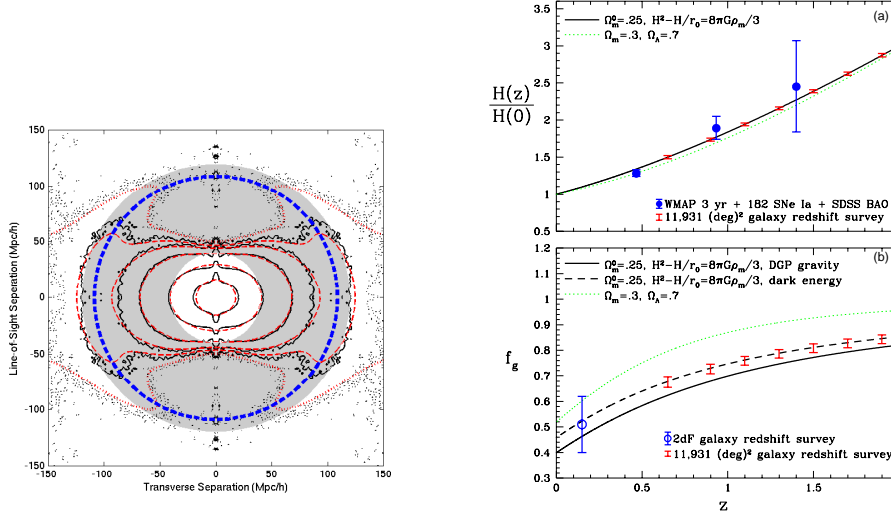 150
100
50
0
-50
-100
-150
-150 -100 -50 0 50 100 150
Line-of Sight Seperation (Mpc/h)
Transverse Separation (Mpc/h)
(a)
Ω⁰ₘ=.25, H²-H/r₀=8πGρₘ/3
Ωₘ=.3, Ω_Λ=.7
H(z)
H(0)
3.5
3
2.5
2
1.5
1
0.5
WMAP 3 yr + 182 SNe Ia + SDSS BAO
11,931 (deg)² galaxy redshift survey
(b)
Ω⁰ₘ=.25, H²-H/r₀=8πGρₘ/3, DGP gravity
Ω⁰ₘ=.25, H²-H/r₀=8πGρₘ/3, dark energy
Ωₘ=.3, Ω_Λ=.7
f_g
1.2
1.1
1
0.9
0.8
0.7
0.6
0.5
0.4
0.3
2dF galaxy redshift survey
11,931 (deg)² galaxy redshift survey
0 0.5 1 1.5
z